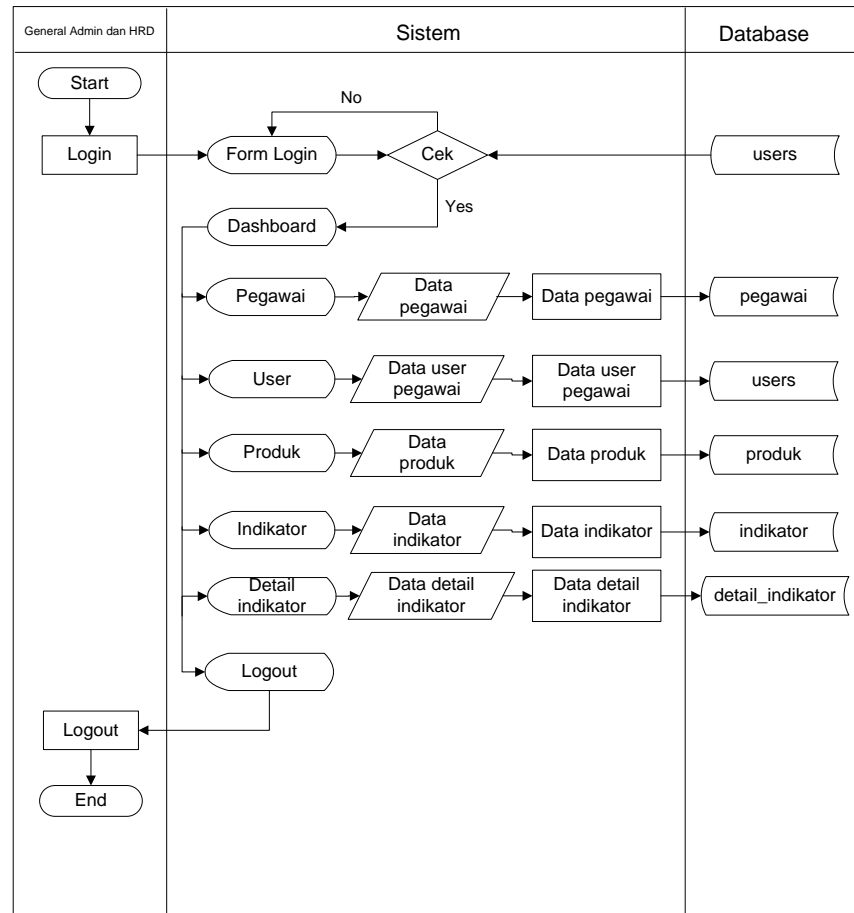 General Admin dan HRD
Sistem
Database
Start
No
Login
Form Login
Cek
users
Yes
Dashboard
Pegawai
Data
pegawai
Data pegawai
pegawai
User
Data user
pegawai
Data user
pegawai
users
Produk
Data
produk
Data produk
produk
Indikator
Data
indikator
Data indikator
indikator
Detail
indikator
Data detail
indikator
Data detail
indikator
detail_indikator
Logout
Logout
End